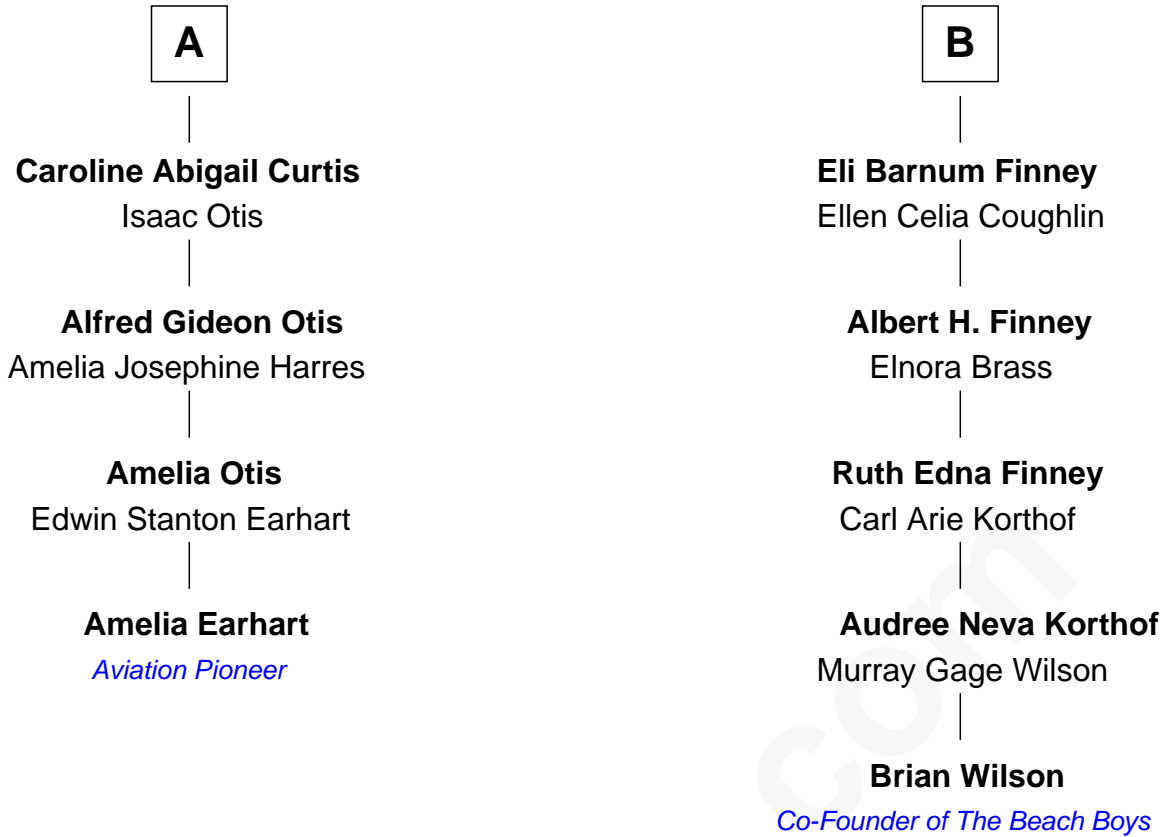 A
Caroline Abigail Curtis
Isaac Otis
Alfred Gideon Otis
Amelia Josephine Harres
Amelia Otis
Edwin Stanton Earhart
Amelia Earhart
Aviation Pioneer
B
Eli Barnum Finney
Ellen Celia Coughlin
Albert H. Finney
Elnora Brass
Ruth Edna Finney
Carl Arie Korthof
Audree Neva Korthof
Murray Gage Wilson
Brian Wilson
Co-Founder of The Beach Boys
com